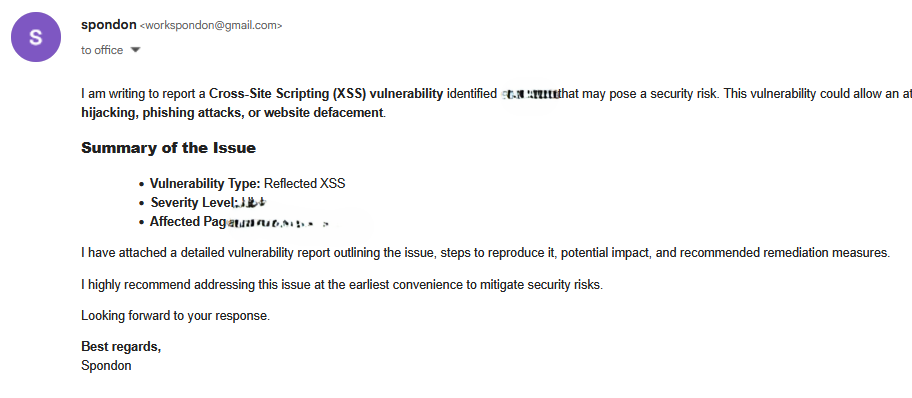 S
spondon <workspondon@gmail.com>
to office
I am writing to report a Cross-Site Scripting (XSS) vulnerability identified that may pose a security risk. This vulnerability could allow an at
hijacking, phishing attacks, or website defacement.
Summary of the Issue
• Vulnerability Type: Reflected XSS
• Severity Level:
• Affected Pag
I have attached a detailed vulnerability report outlining the issue, steps to reproduce it, potential impact, and recommended remediation measures.
I highly recommend addressing this issue at the earliest convenience to mitigate security risks.
Looking forward to your response.
Best regards,
Spondon